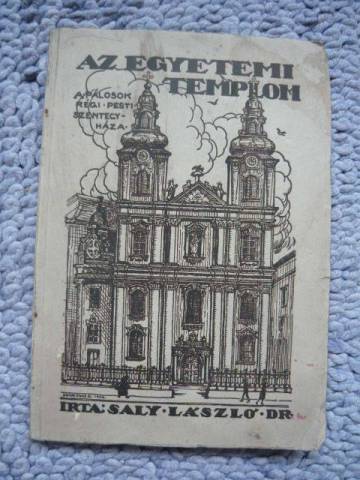 AZ EGYETEMI
TEMPLOM
A PÁLOSOK
RÉGI PESTI
SZENTEGY-
HÁZA
IRTA: SALY · LÁSZLÓ · DR·